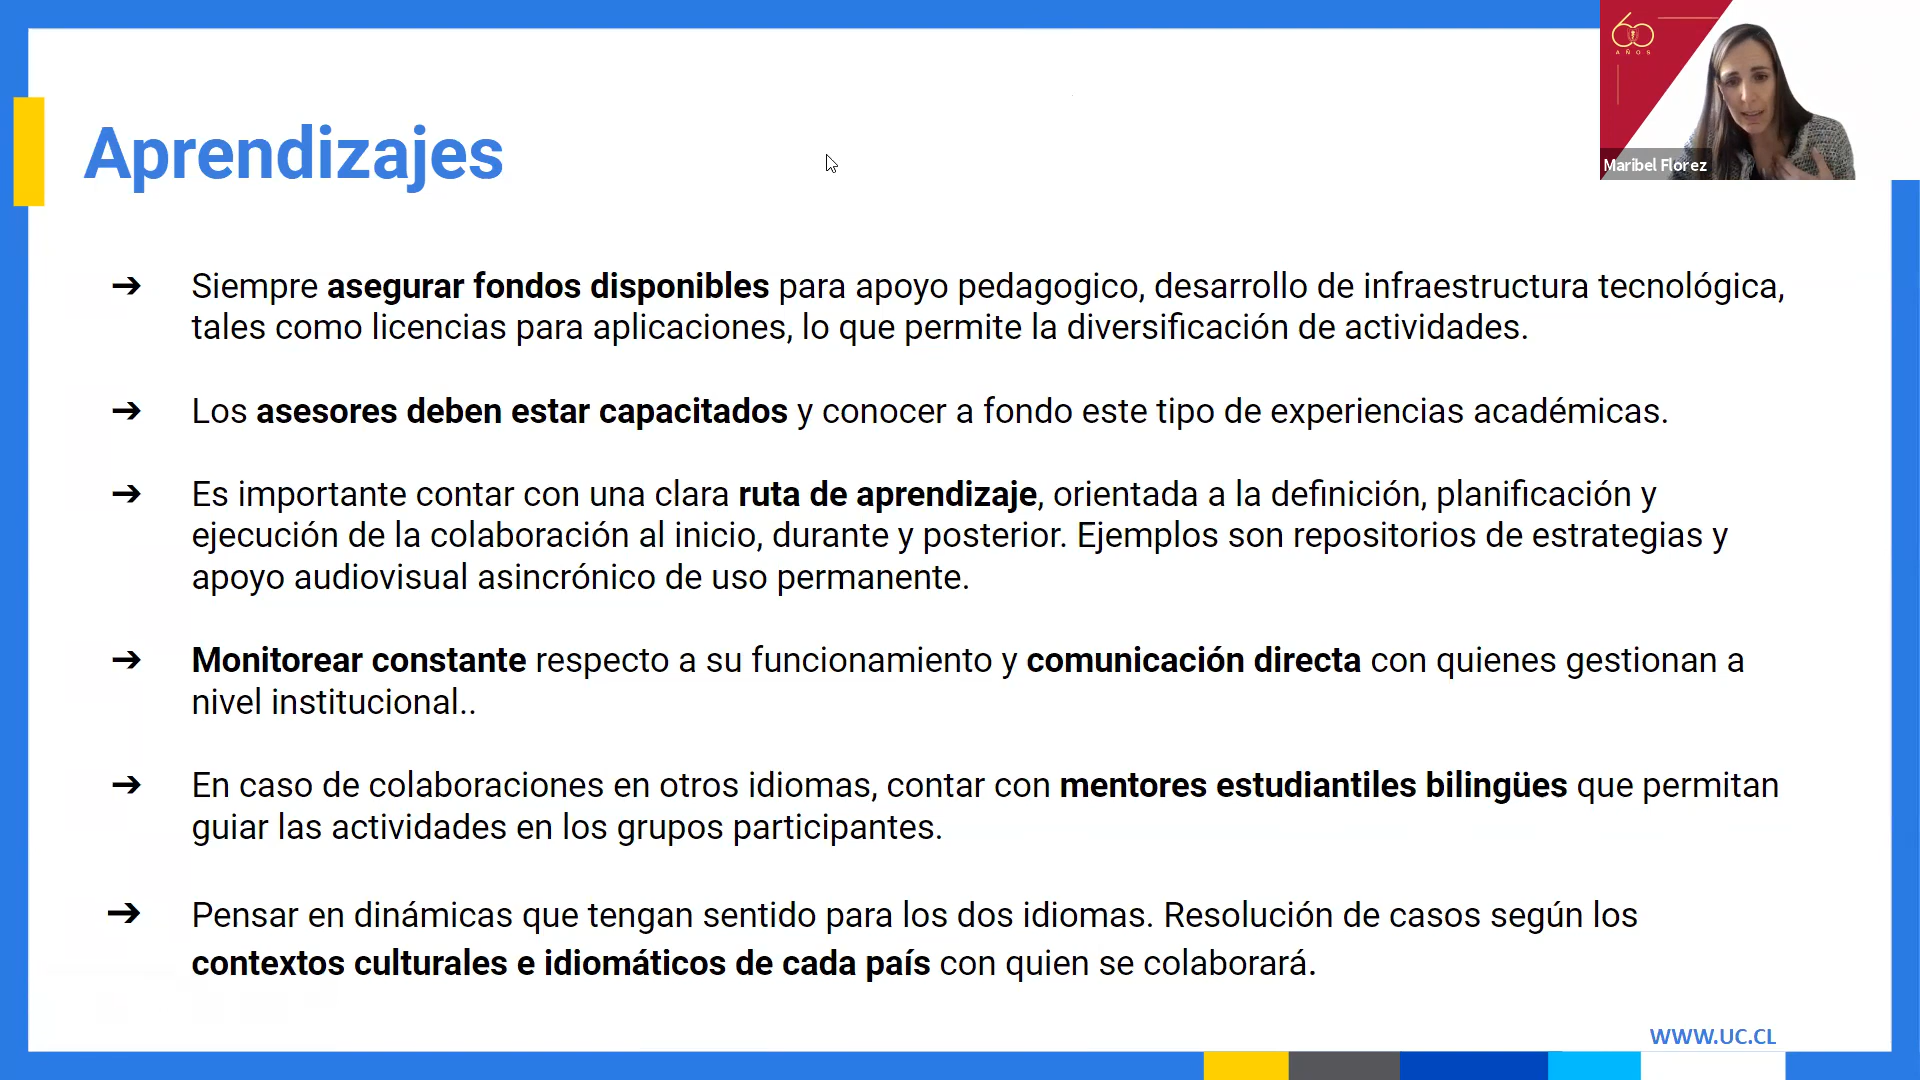 60
AÑOS
Maribel Florez
Aprendizajes
➔ Siempre asegurar fondos disponibles para apoyo pedagogico, desarrollo de infraestructura tecnológica,
tales como licencias para aplicaciones, lo que permite la diversificación de actividades.
➔ Los asesores deben estar capacitados y conocer a fondo este tipo de experiencias académicas.
➔ Es importante contar con una clara ruta de aprendizaje, orientada a la definición, planificación y
ejecución de la colaboración al inicio, durante y posterior. Ejemplos son repositorios de estrategias y
apoyo audiovisual asincrónico de uso permanente.
➔ Monitorear constante respecto a su funcionamiento y comunicación directa con quienes gestionan a
nivel institucional..
➔ En caso de colaboraciones en otros idiomas, contar con mentores estudiantiles bilingües que permitan
guiar las actividades en los grupos participantes.
➔ Pensar en dinámicas que tengan sentido para los dos idiomas. Resolución de casos según los
contextos culturales e idiomáticos de cada país con quien se colaborará.
WWW.UC.CL